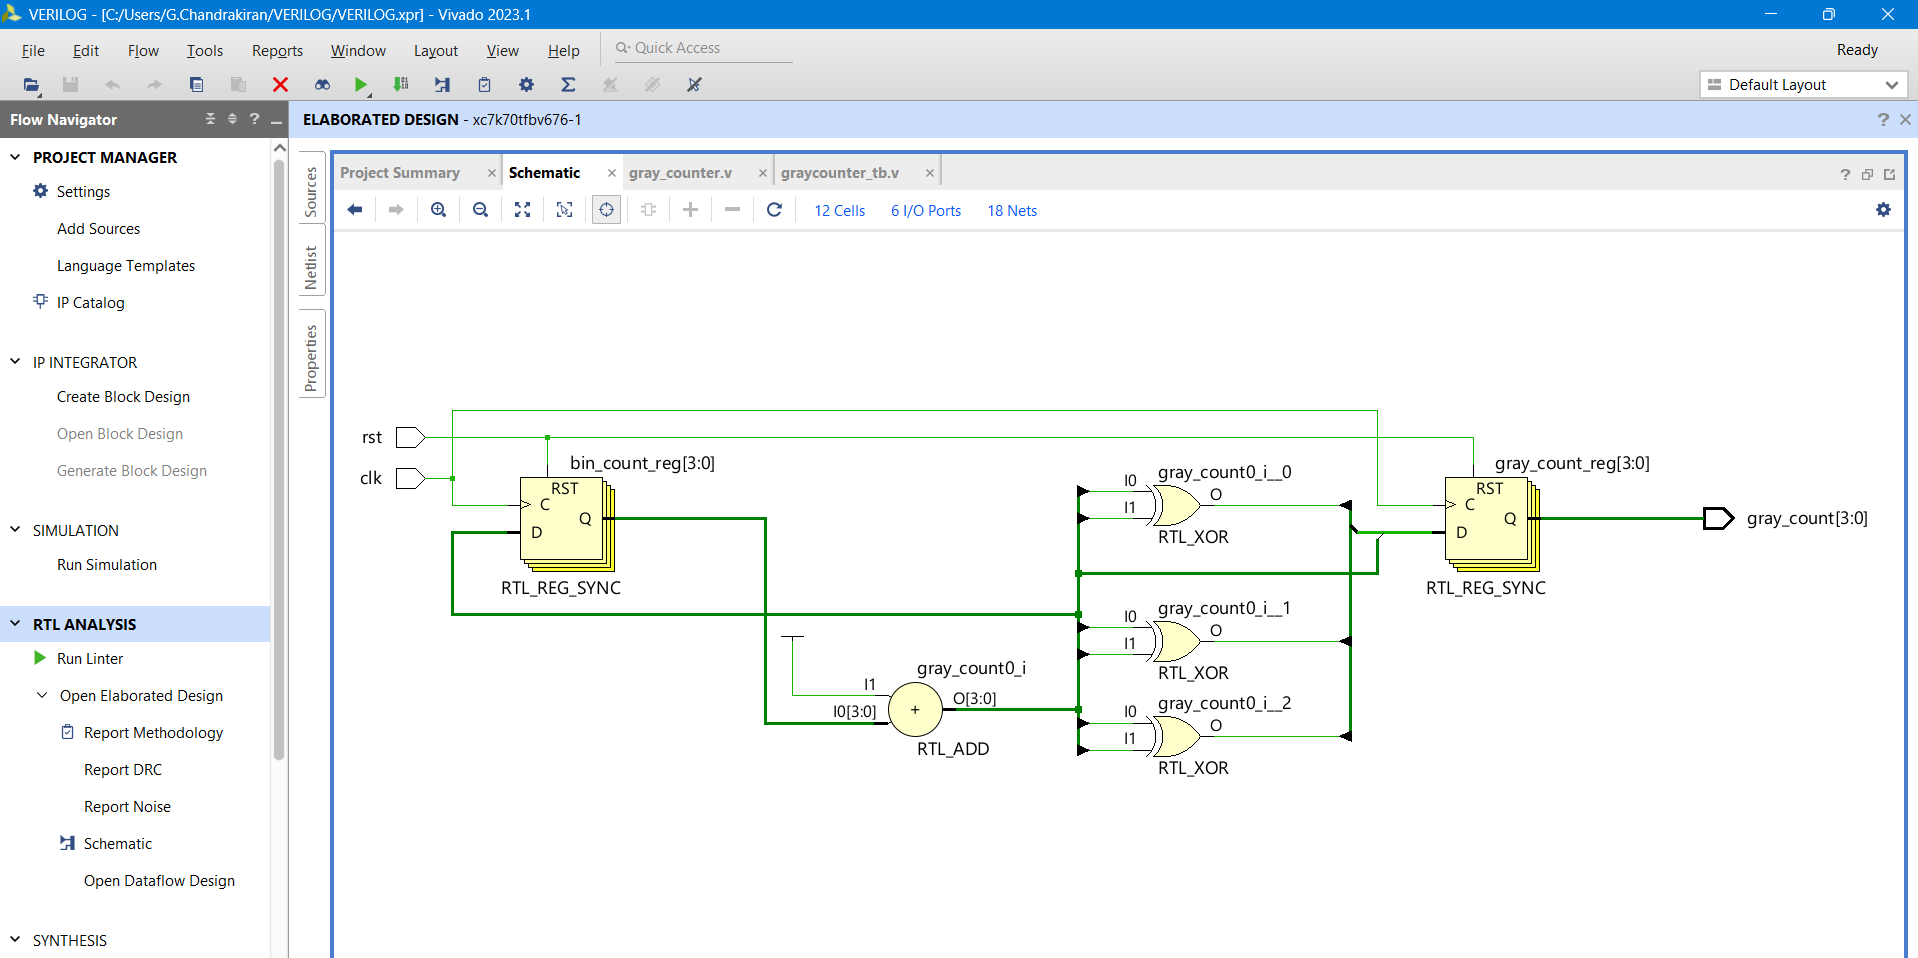 VERILOG - [C:/Users/G.Chandrakiran/VERILOG/VERILOG.xpr] - Vivado 2023.1
File Edit Flow Tools Reports Window Layout View Help Quick Access
Ready
Default Layout
Flow Navigator
PROJECT MANAGER
Settings
Add Sources
Language Templates
IP Catalog
IP INTEGRATOR
Create Block Design
Open Block Design
Generate Block Design
SIMULATION
Run Simulation
RTL ANALYSIS
Run Linter
Open Elaborated Design
Report Methodology
Report DRC
Report Noise
Schematic
Open Dataflow Design
SYNTHESIS
ELABORATED DESIGN - xc7k70tfbv676-1
Sources
Netlist
Properties
Project Summary
Schematic
gray_counter.v
graycounter_tb.v
12 Cells 6 I/O Ports 18 Nets
rst
clk
bin_count_reg[3:0]
RST
C
D
Q
RTL_REG_SYNC
gray_count0_i
I1
I0[3:0]
+
O[3:0]
RTL_ADD
gray_count0_i__0
I0
I1
O
RTL_XOR
gray_count0_i__1
I0
I1
O
RTL_XOR
gray_count0_i__2
I0
I1
O
RTL_XOR
gray_count_reg[3:0]
RST
C
D
Q
RTL_REG_SYNC
gray_count[3:0]